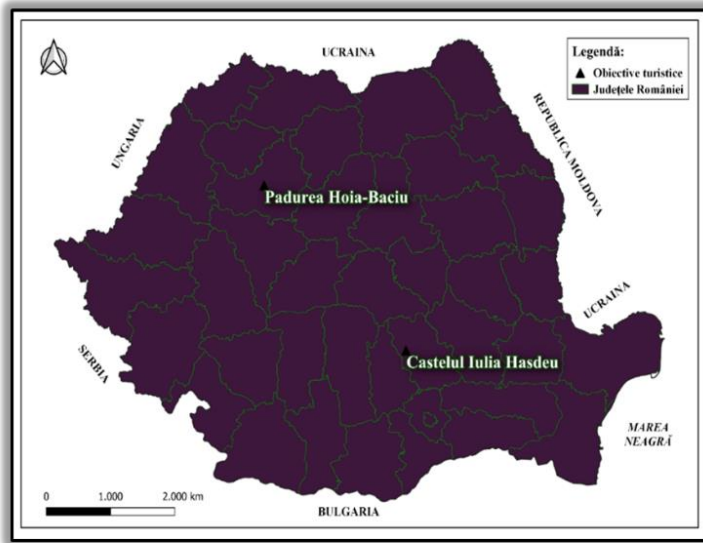 UCRAINA
Legendă:
Obiective turistice
Județele României
UNGARIA
REPUBLICA MOLDOVA
Padurea Hoia-Baciu
UCRAINA
SERBIA
Castelul Iulia Hasdeu
MAREA
NEAGRĂ
0 1.000 2.000 km
BULGARIA